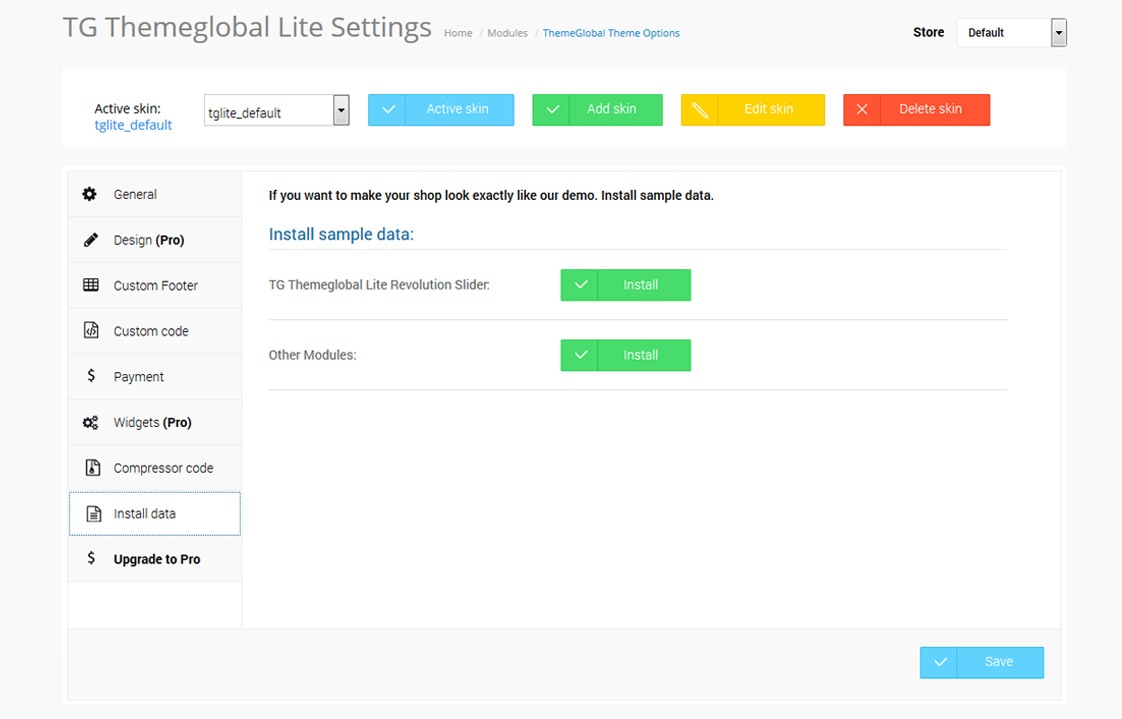 TG Themeglobal Lite Settings Home / Modules / ThemeGlobal Theme Options Store Default
Active skin: tglite_default Active skin Add skin Edit skin Delete skin
tglite_default
General
Design (Pro)
Custom Footer
Custom code
Payment
Widgets (Pro)
Compressor code
Install data
Upgrade to Pro
If you want to make your shop look exactly like our demo. Install sample data.
Install sample data:
TG Themeglobal Lite Revolution Slider: Install
Other Modules: Install
Save